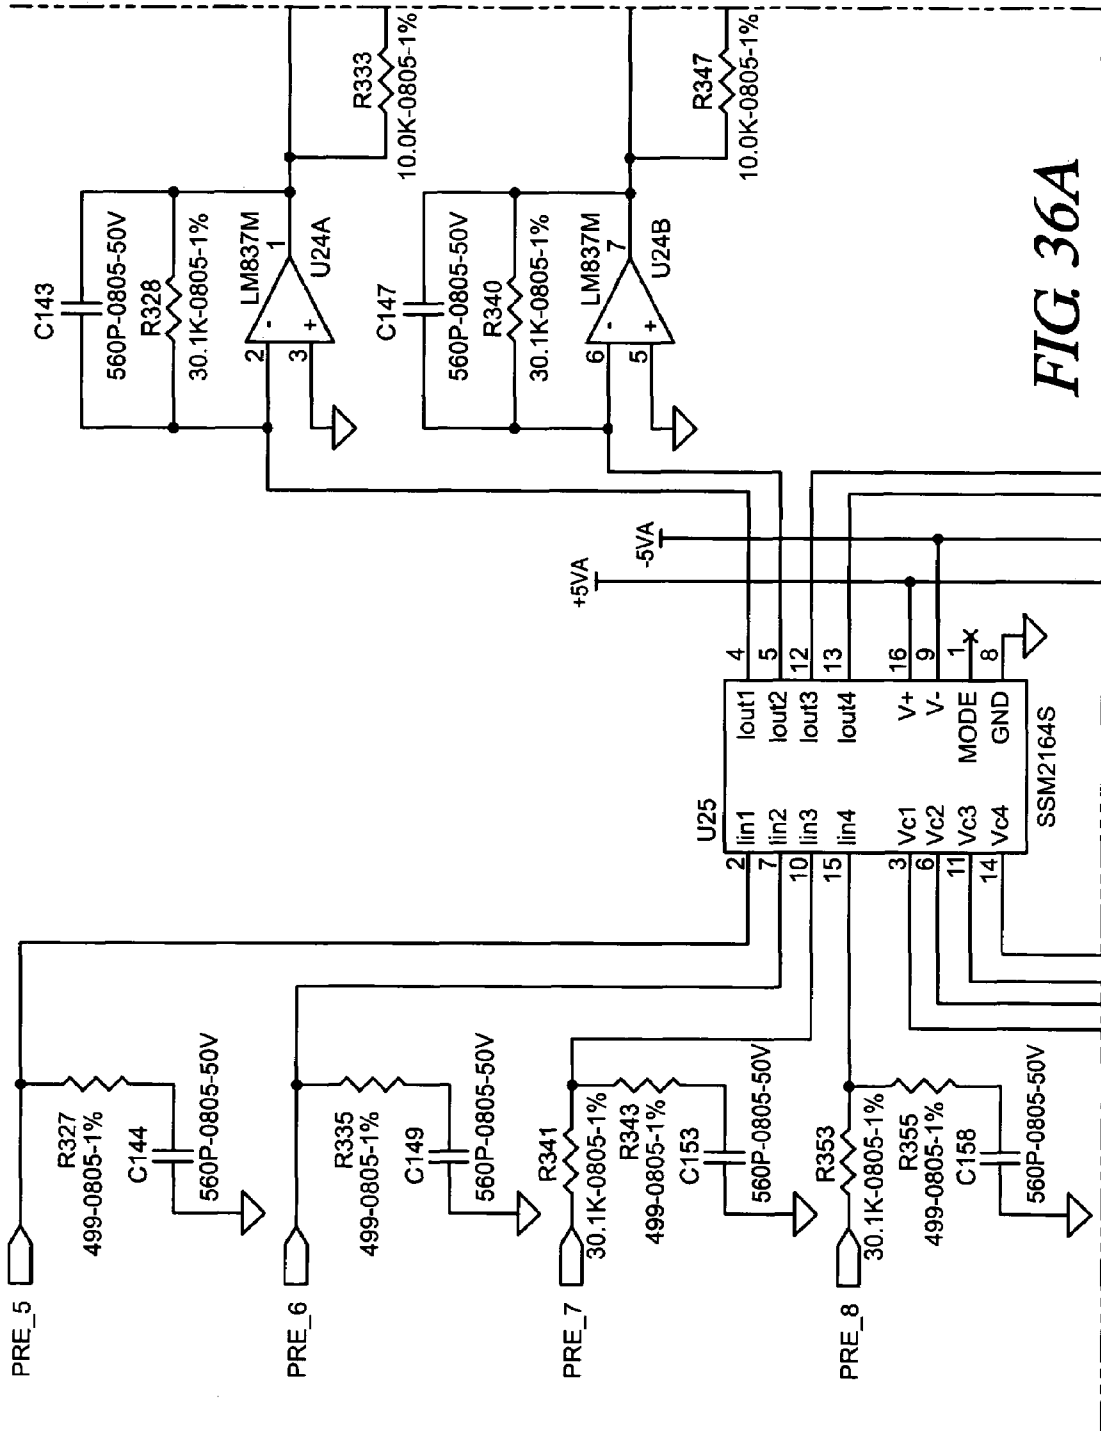 PRE_5
R327
499-0805-1%
C144
560P-0805-50V
PRE_6
R335
499-0805-1%
C149
560P-0805-50V
PRE_7
R341
30.1K-0805-1%
R343
499-0805-1%
C153
560P-0805-50V
PRE_8
R353
30.1K-0805-1%
R355
499-0805-1%
C158
560P-0805-50V
U25
2 Iin1
7 Iin2
10 Iin3
15 Iin4
3 Vc1
6 Vc2
11 Vc3
14 Vc4
Iout1 4
Iout2 5
Iout3 12
Iout4 13
V+ 16
V- 9
MODE 1
GND 8
SSM2164S
+5VA
-5VA
C143
560P-0805-50V
R328
30.1K-0805-1%
LM837M
2 -
3 +
1
U24A
R333
10.0K-0805-1%
C147
560P-0805-50V
R340
30.1K-0805-1%
LM837M
6 -
5 +
7
U24B
R347
10.0K-0805-1%
FIG. 36A